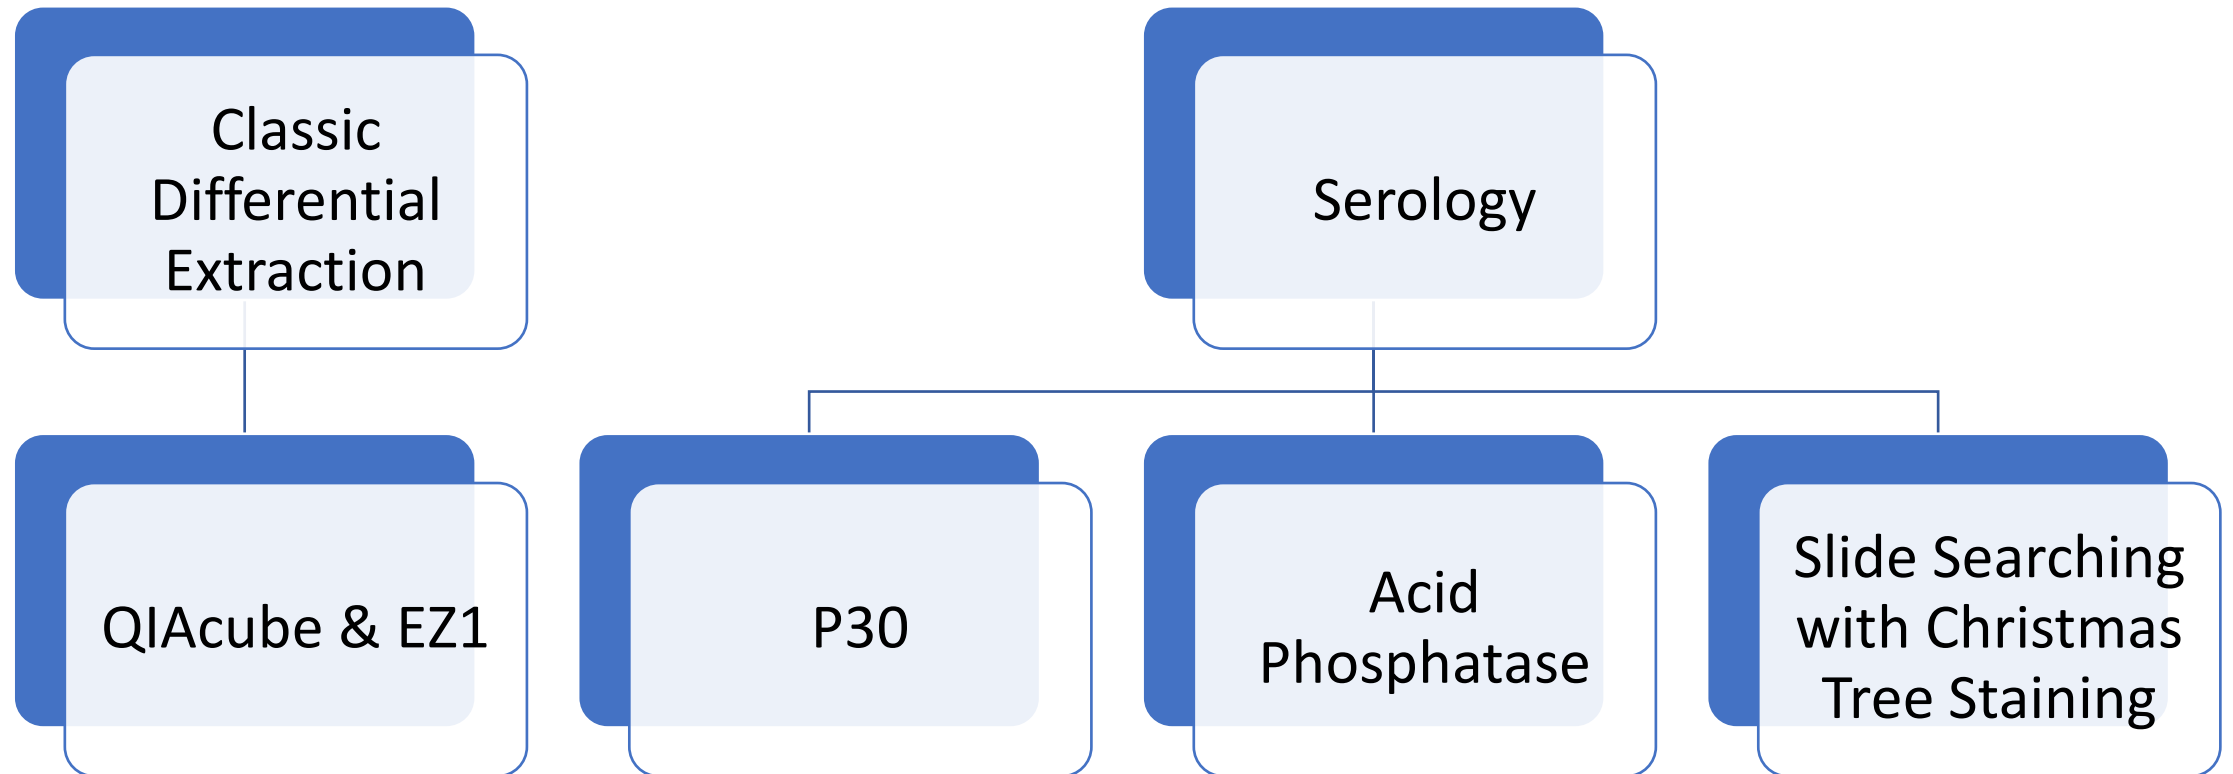 Classic
Differential
Extraction
Serology
QIAcube & EZ1
P30
Acid
Phosphatase
Slide Searching
with Christmas
Tree Staining